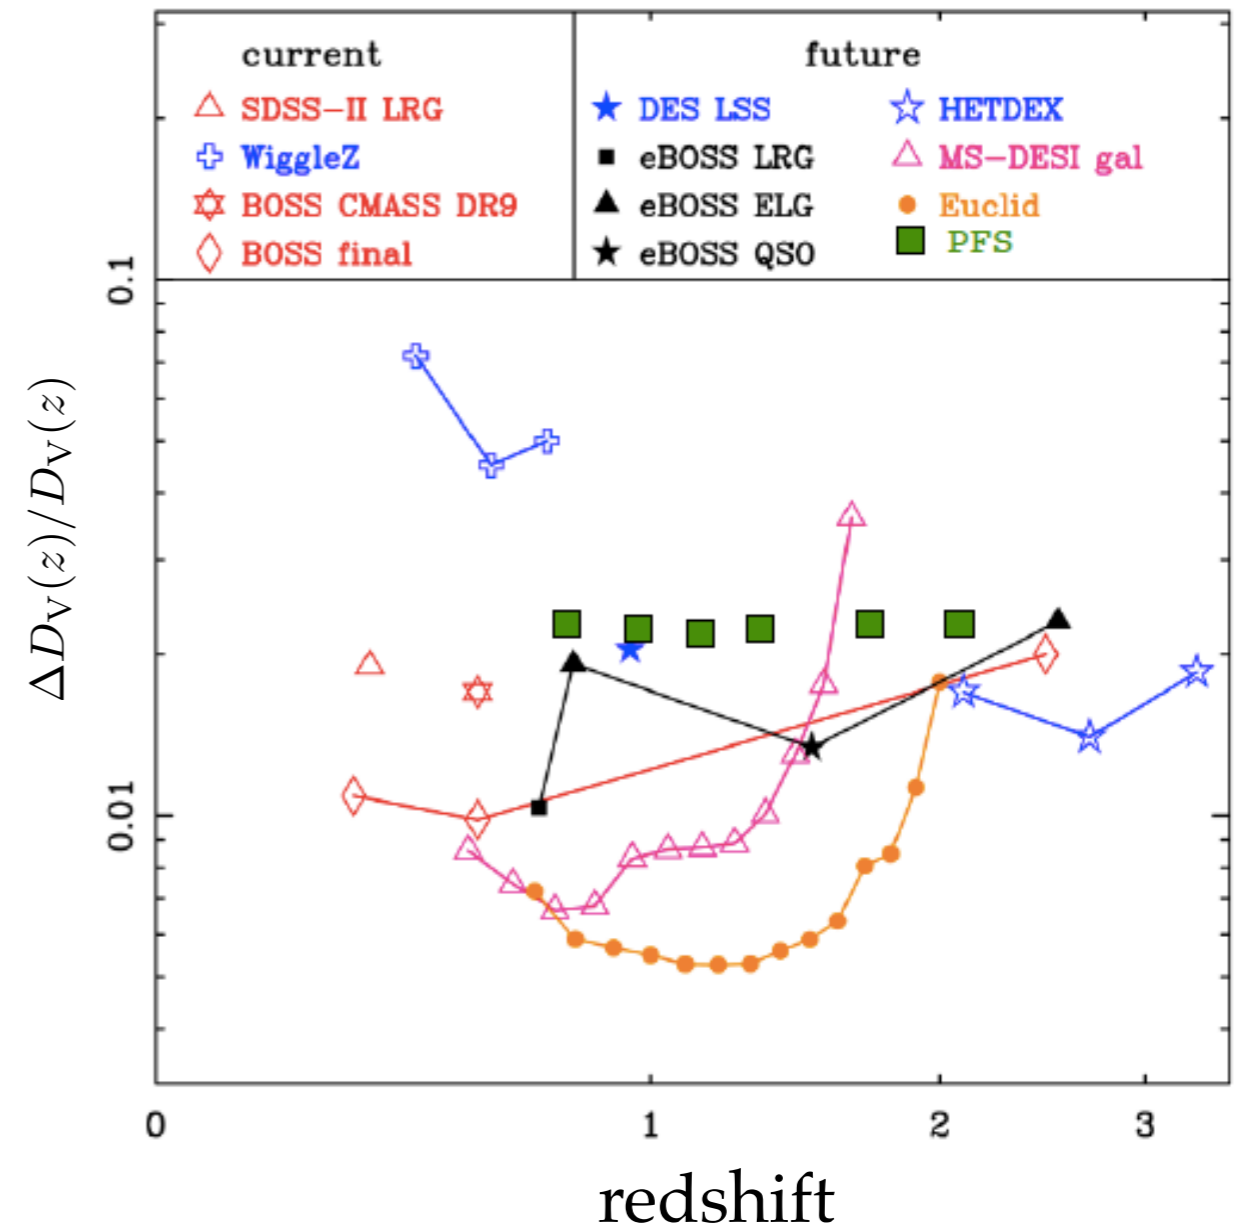 current
SDSS-II LRG
WiggleZ
BOSS CMASS DR9
BOSS final
future
DES LSS
eBOSS LRG
eBOSS ELG
eBOSS QSO
HETDEX
MS-DESI gal
Euclid
PFS
0.1
0.01
ΔD_V(z)/D_V(z)
0 1 2 3
redshift